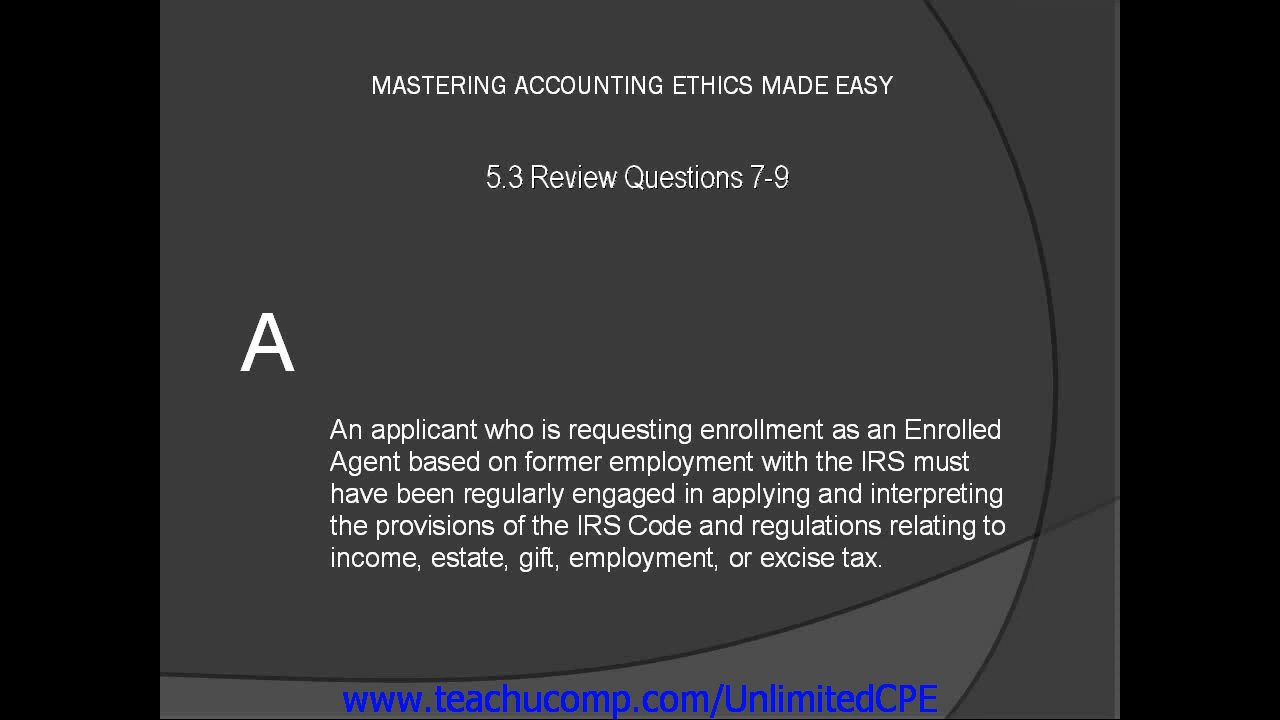 MASTERING ACCOUNTING ETHICS MADE EASY
5.3 Review Questions 7-9
A
An applicant who is requesting enrollment as an Enrolled
Agent based on former employment with the IRS must
have been regularly engaged in applying and interpreting
the provisions of the IRS Code and regulations relating to
income, estate, gift, employment, or excise tax.
www.teachucomp.com/UnlimitedCPE